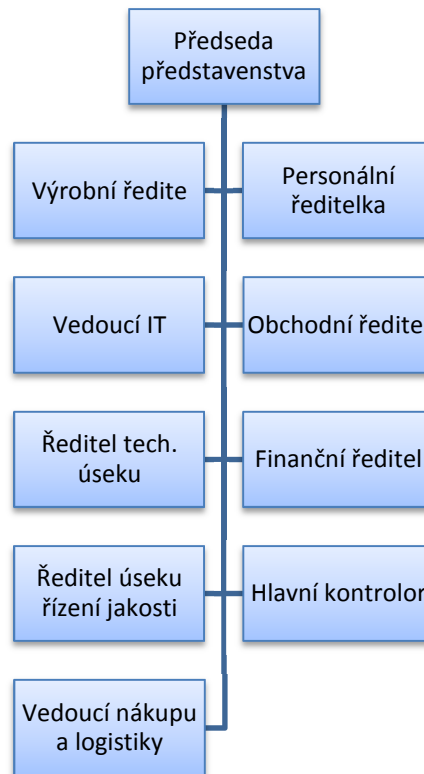 Předseda
představenstva
Výrobní ředite
Personální
ředitelka
Vedoucí IT
Obchodní ředite
Ředitel tech.
úseku
Finanční ředitel
Ředitel úseku
řízení jakosti
Hlavní kontrolor
Vedoucí nákupu
a logistiky